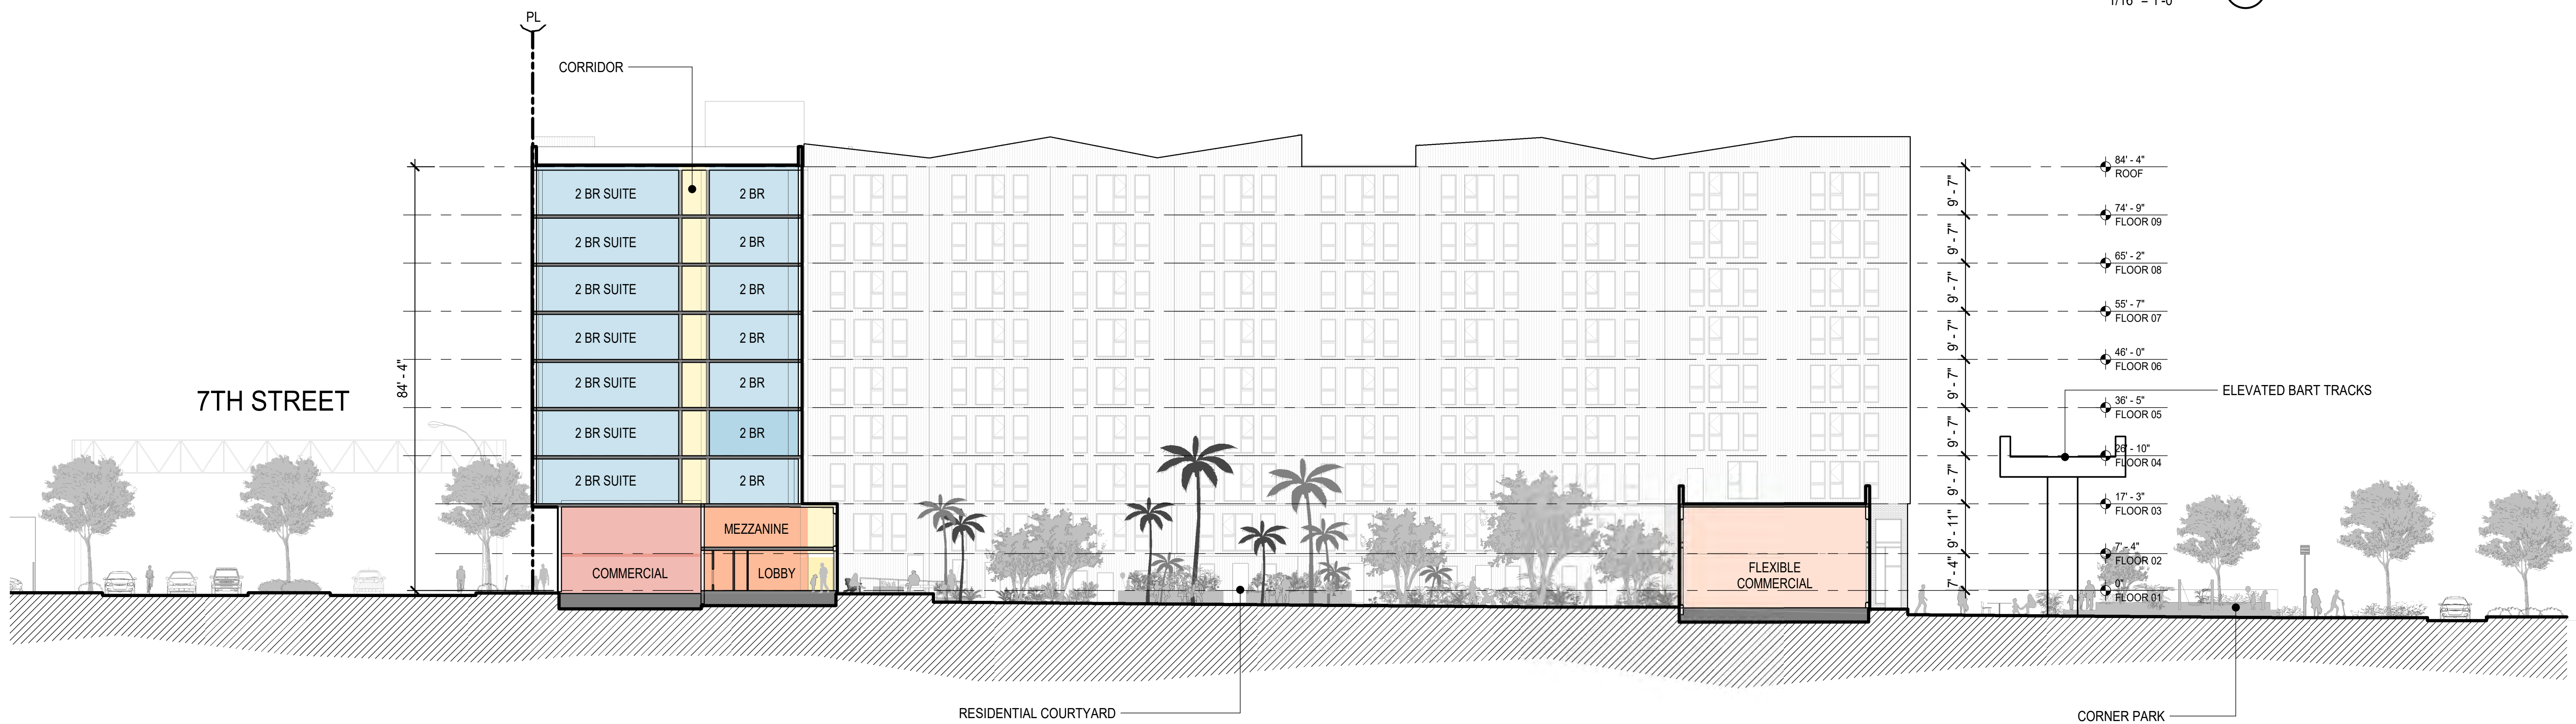 1/16" = 1'-0"
PL
CORRIDOR
84' - 4"
ROOF
9' - 7"
2 BR SUITE
2 BR
74' - 9"
FLOOR 09
9' - 7"
2 BR SUITE
2 BR
65' - 2"
FLOOR 08
9' - 7"
2 BR SUITE
2 BR
55' - 7"
FLOOR 07
9' - 7"
2 BR SUITE
2 BR
46' - 0"
FLOOR 06
9' - 7"
84' - 4"
7TH STREET
2 BR SUITE
2 BR
ELEVATED BART TRACKS
36' - 5"
FLOOR 05
9' - 7"
2 BR SUITE
2 BR
26' - 10"
FLOOR 04
9' - 7"
2 BR SUITE
2 BR
17' - 3"
FLOOR 03
9' - 11"
MEZZANINE
7' - 4"
FLOOR 02
7' - 4"
COMMERCIAL
LOBBY
FLEXIBLE
COMMERCIAL
0"
FLOOR 01
RESIDENTIAL COURTYARD
CORNER PARK